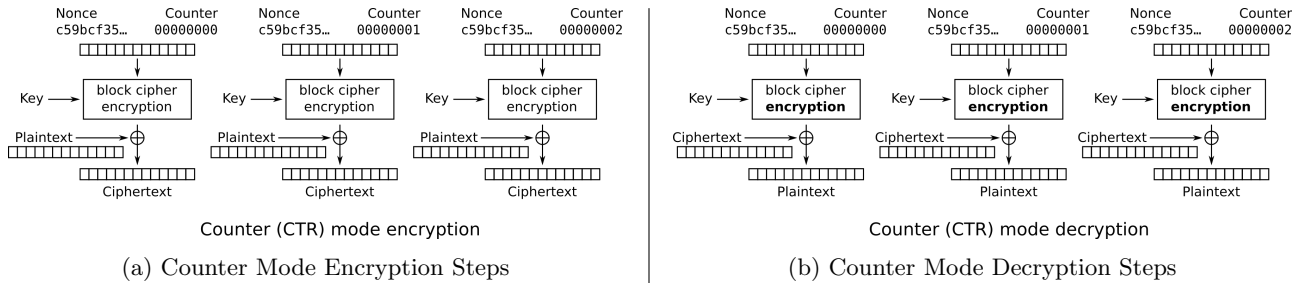 Nonce Counter Nonce Counter Nonce Counter
c59bcf35… 00000000 c59bcf35… 00000001 c59bcf35… 00000002
block cipher encryption
Key
block cipher encryption
Key
block cipher encryption
Key
Plaintext Plaintext Plaintext
Ciphertext Ciphertext Ciphertext
Counter (CTR) mode encryption
(a) Counter Mode Encryption Steps
Nonce Counter Nonce Counter Nonce Counter
c59bcf35… 00000000 c59bcf35… 00000001 c59bcf35… 00000002
block cipher encryption
Key
block cipher encryption
Key
block cipher encryption
Key
Ciphertext Ciphertext Ciphertext
Plaintext Plaintext Plaintext
Counter (CTR) mode decryption
(b) Counter Mode Decryption Steps